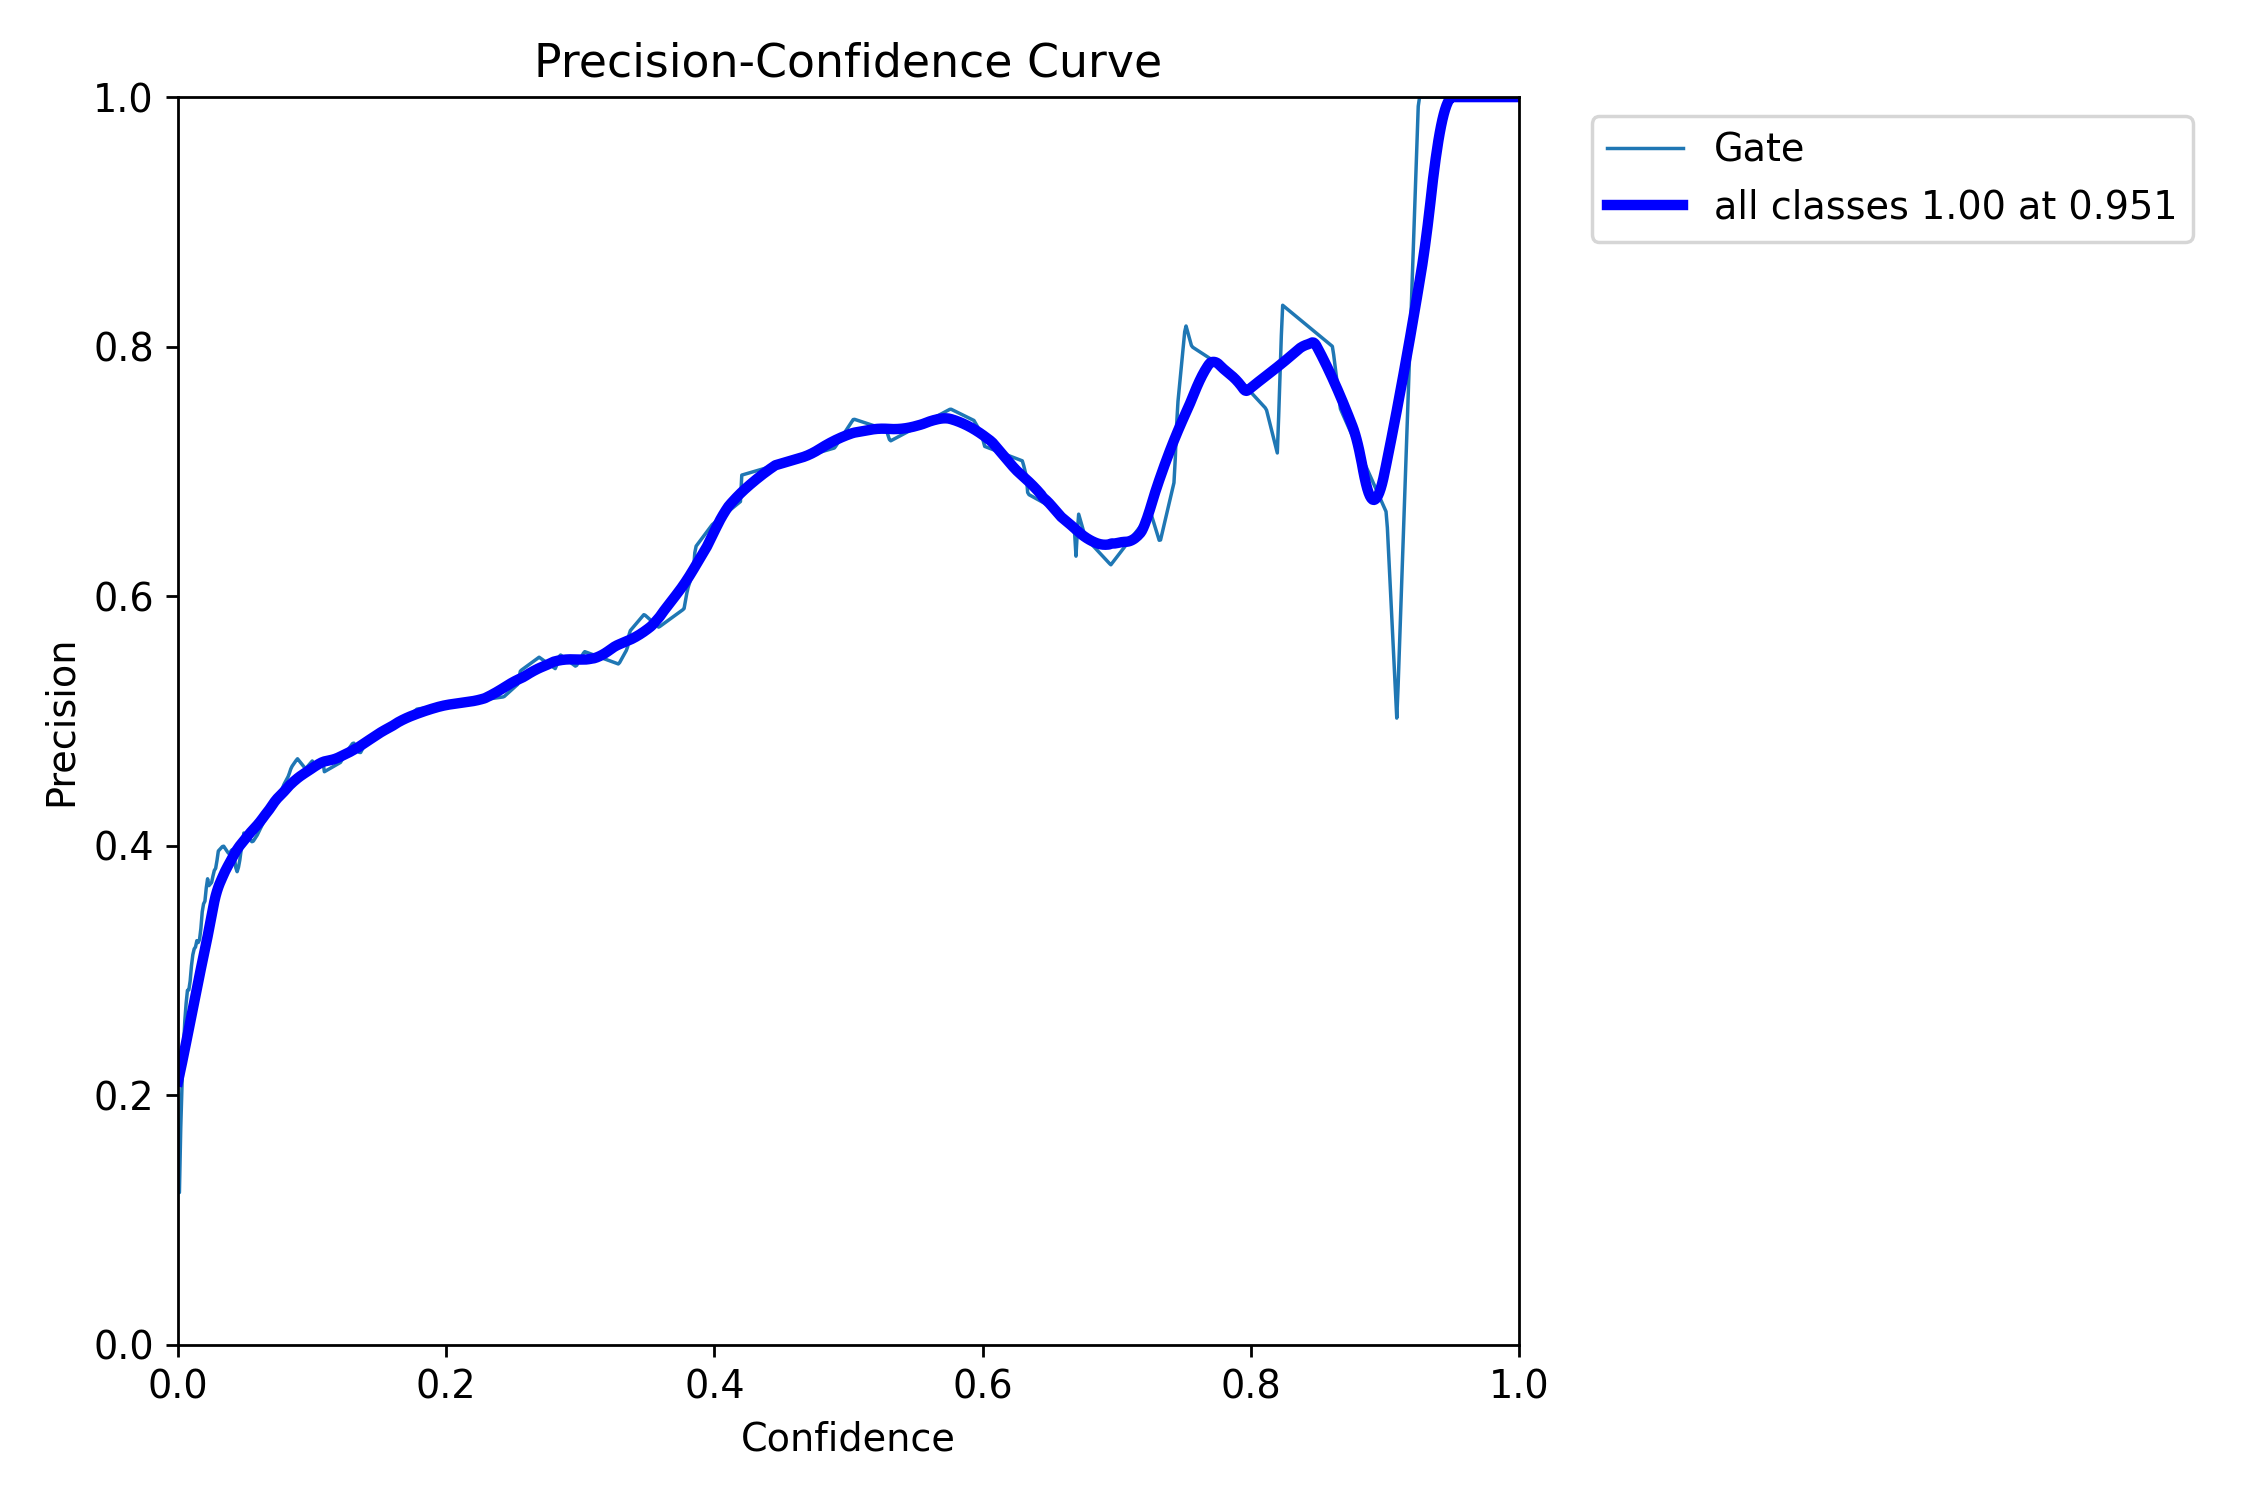 Precision-Confidence Curve
1.0
0.8
0.6
0.4
0.2
0.0
Precision
0.0 0.2 0.4 0.6 0.8 1.0
Confidence
Gate
all classes 1.00 at 0.951